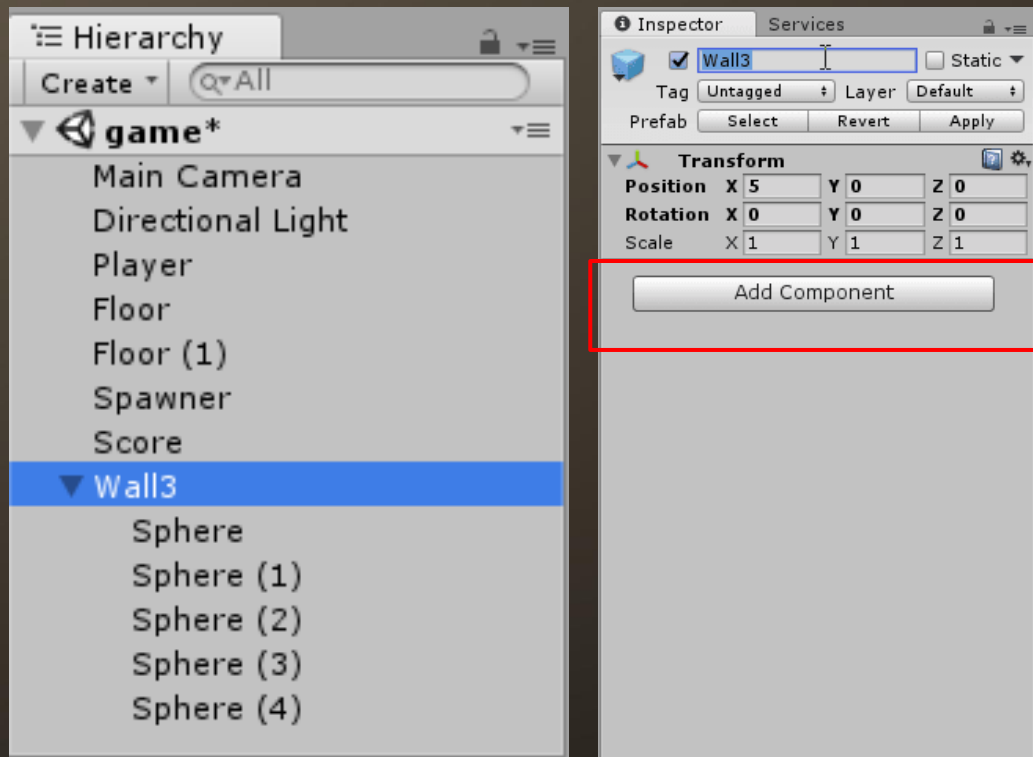 Hierarchy
Create All
game*
Main Camera
Directional Light
Player
Floor
Floor (1)
Spawner
Score
Wall3
Sphere
Sphere (1)
Sphere (2)
Sphere (3)
Sphere (4)
Inspector Services
Wall3 Static
Tag Untagged Layer Default
Prefab Select Revert Apply
Transform
Position X 5 Y 0 Z 0
Rotation X 0 Y 0 Z 0
Scale X 1 Y 1 Z 1
Add Component